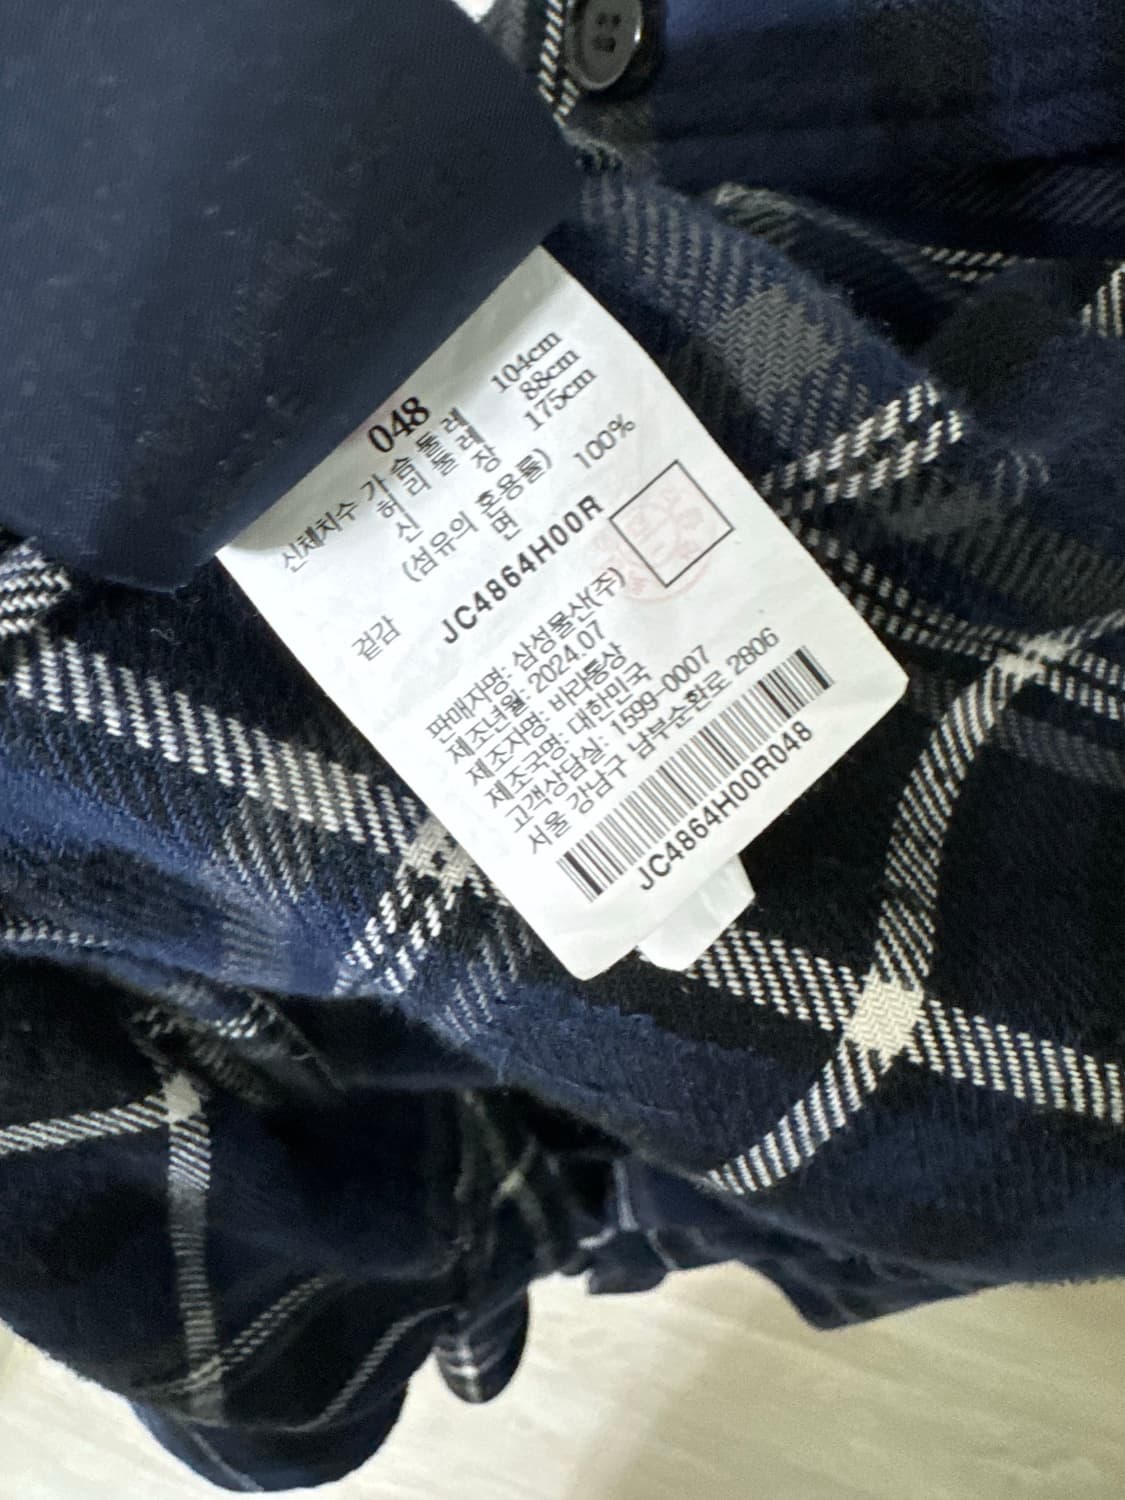 048
신체치수 가슴둘레 104cm
허리둘레 88cm
신장 175cm
(섬유의 혼용률)
겉감 면 100%
JC4864H00R
판매자명: 삼성물산(주)
제조년월: 2024.07
제조자명: 바라통상
제조국명: 대한민국
고객상담실: 1599-0007
서울 강남구 남부순환로 2806
JC4864H00R048